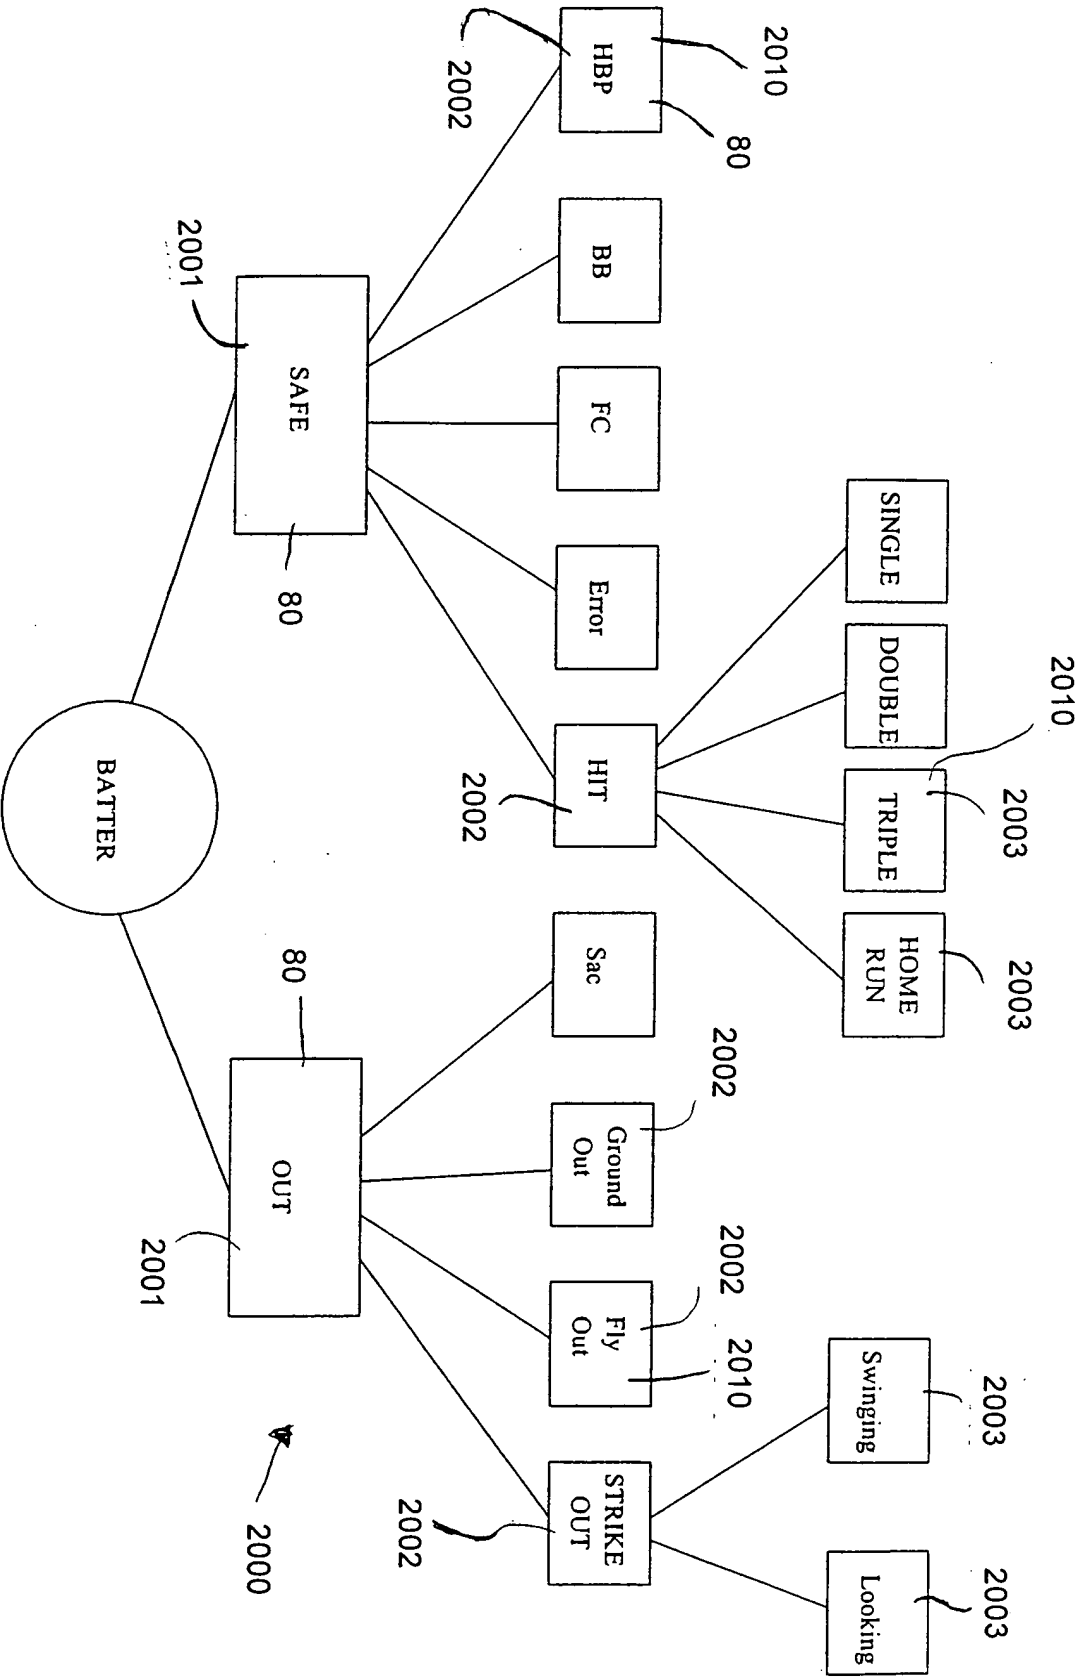 2010
2003
2003
2003
2003
SINGLE
DOUBLE
TRIPLE
HOME
RUN
Swinging
Looking
2010
80
2002
2002
2010
HBP
BB
FC
Error
HIT
Sac
Ground
Out
Fly
Out
STRIKE
OUT
2002
2002
2002
SAFE
80
80
OUT
2001
2001
2000
BATTER